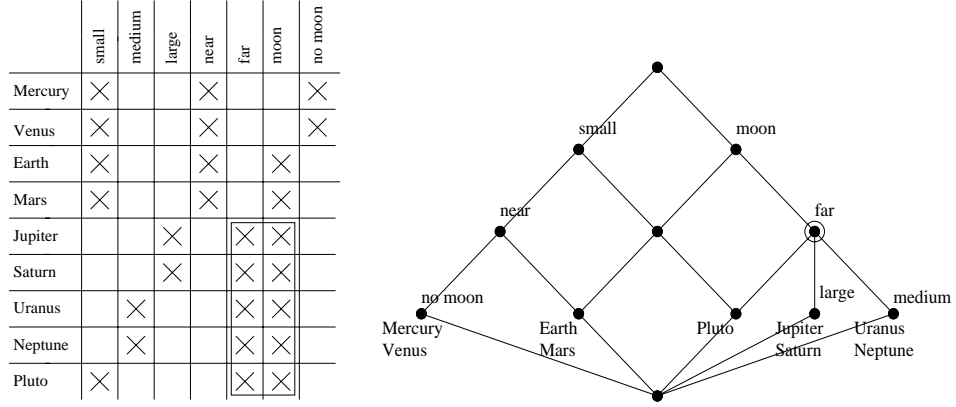 small medium large near far moon no moon
Mercury
Venus
Earth
Mars
Jupiter
Saturn
Uranus
Neptune
Pluto
small moon
near far
no moon large medium
Mercury Earth Pluto Jupiter Uranus
Venus Mars Saturn Neptune